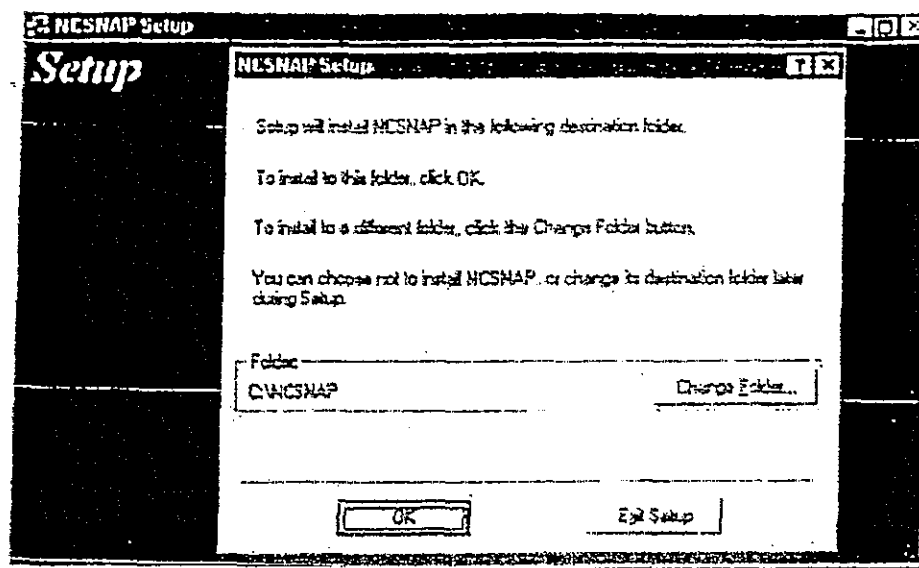 NCSNAP Setup
Setup
NCSNAP Setup
Setup will install NCSNAP in the following destination folder.
To install to this folder, click OK.
To install to a different folder, click the Change Folder button.
You can choose not to install NCSNAP, or change its destination folder later
during Setup.
Folder
C:\NCSNAP
Change Folder...
OK
Exit Setup